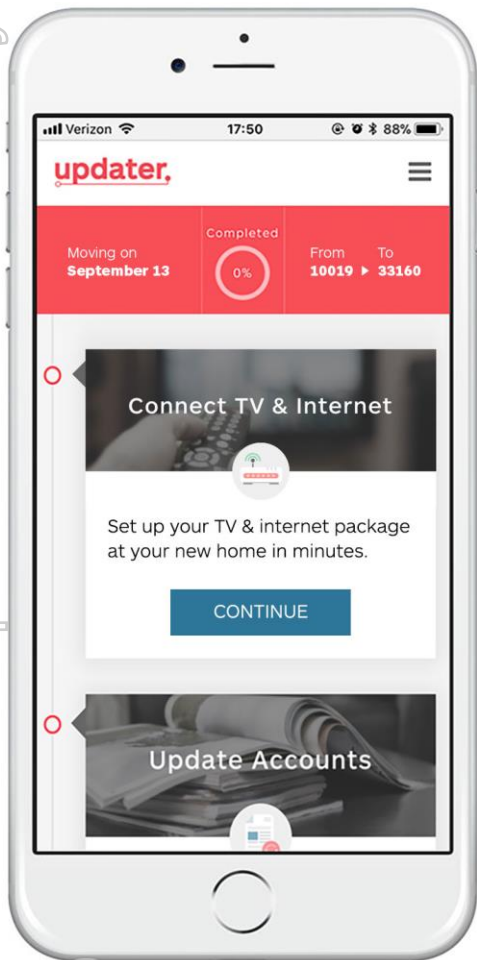 Verizon 17:50 88%
updater,
Completed
Moving on From To
September 13 0% 10019 ▸ 33160
Connect TV & Internet
Set up your TV & internet package
at your new home in minutes.
CONTINUE
Update Accounts